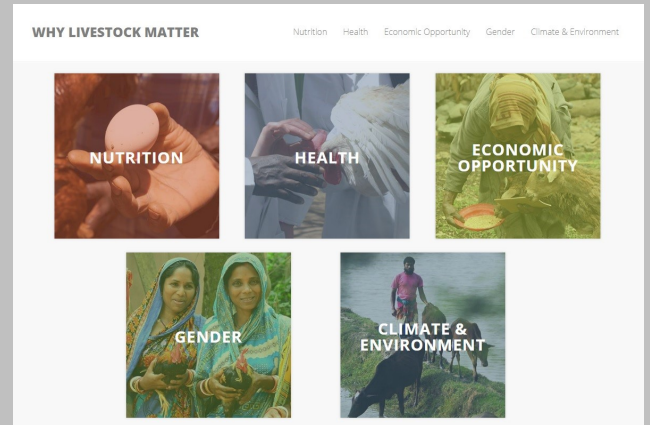 WHY LIVESTOCK MATTER
Nutrition Health Economic Opportunity Gender Climate & Environment
NUTRITION
HEALTH
ECONOMIC
OPPORTUNITY
GENDER
CLIMATE &
ENVIRONMENT